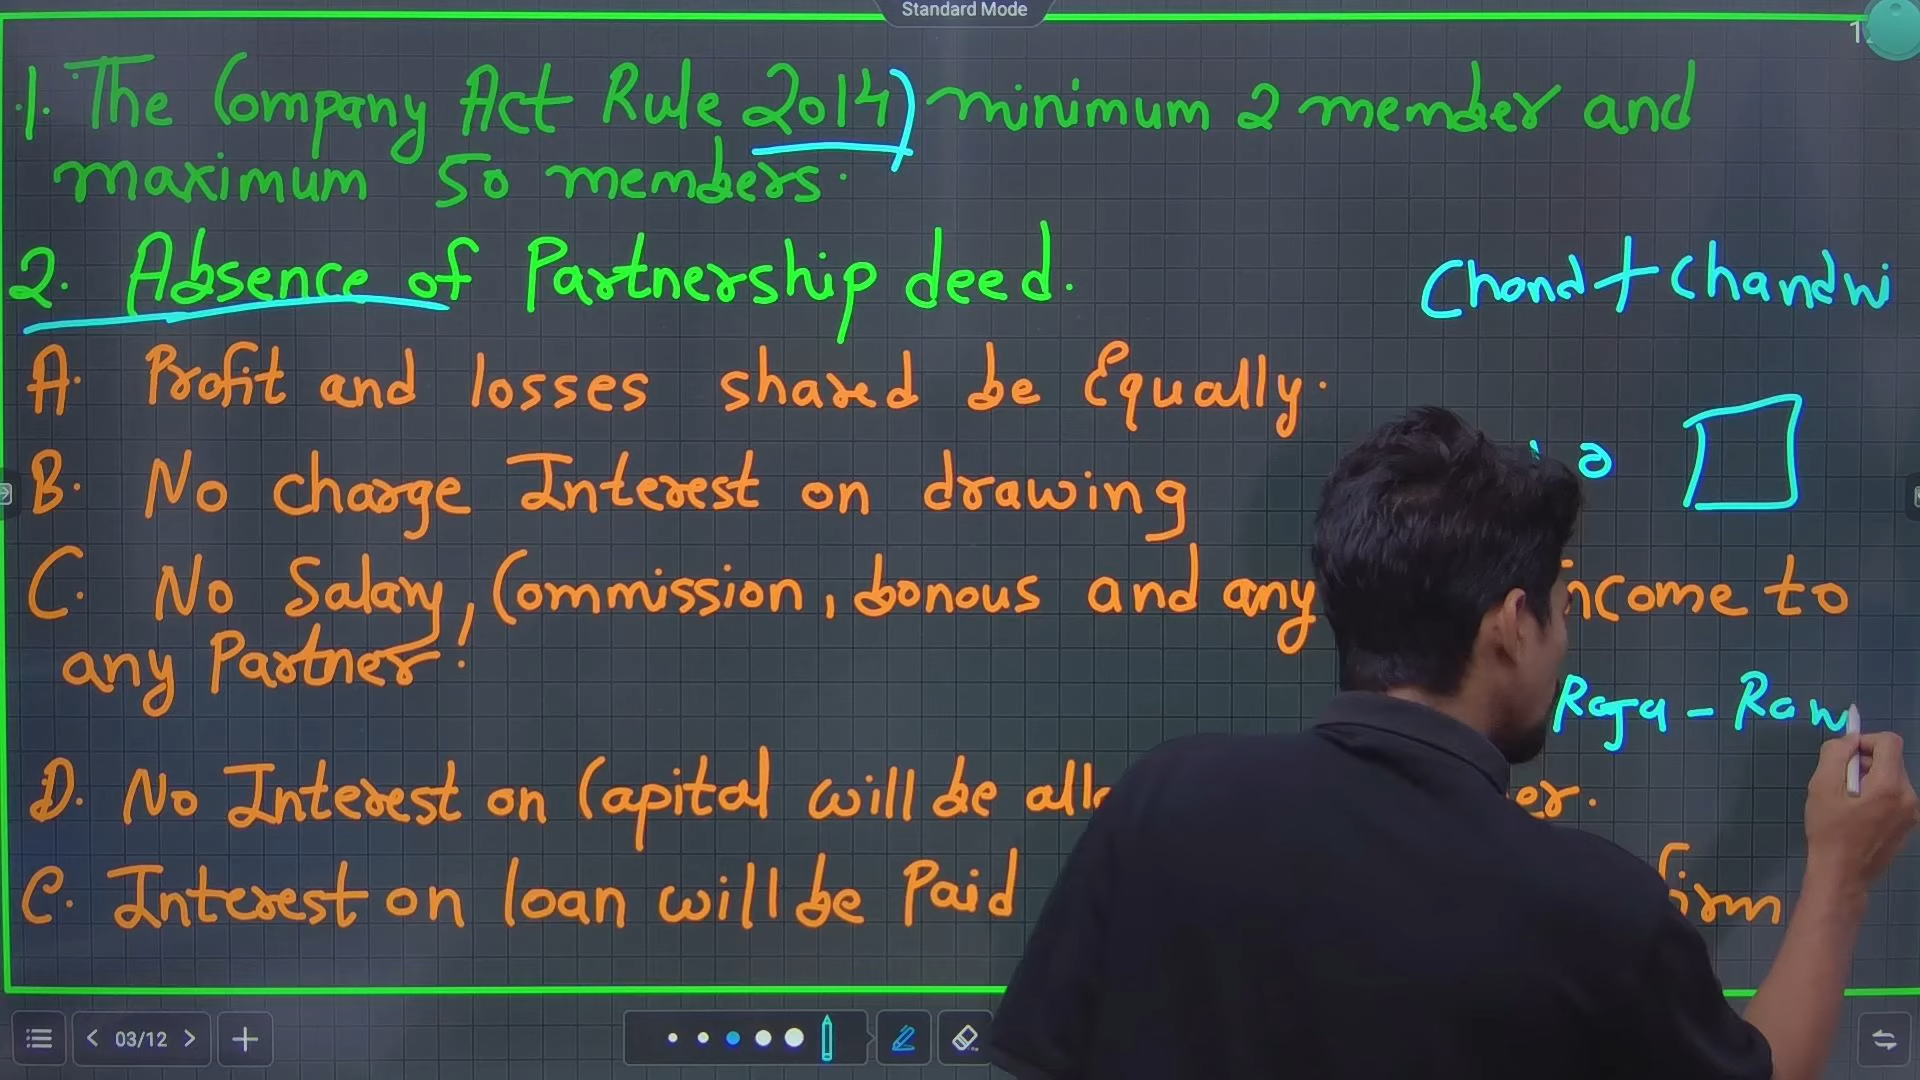 Standard Mode
1. The Company Act Rule 2014) minimum 2 member and
maximum 50 members.
2. Absence of Partnership deed.
Chand + Chandni
A. Profit and losses shared be Equally.
B. No charge Interest on drawing
C. No Salary, Commission, bonous and any income to
any Partner!
Raja - Ram
D. No Interest on Capital will be
C. Interest on loan will be Paid firm
03/12